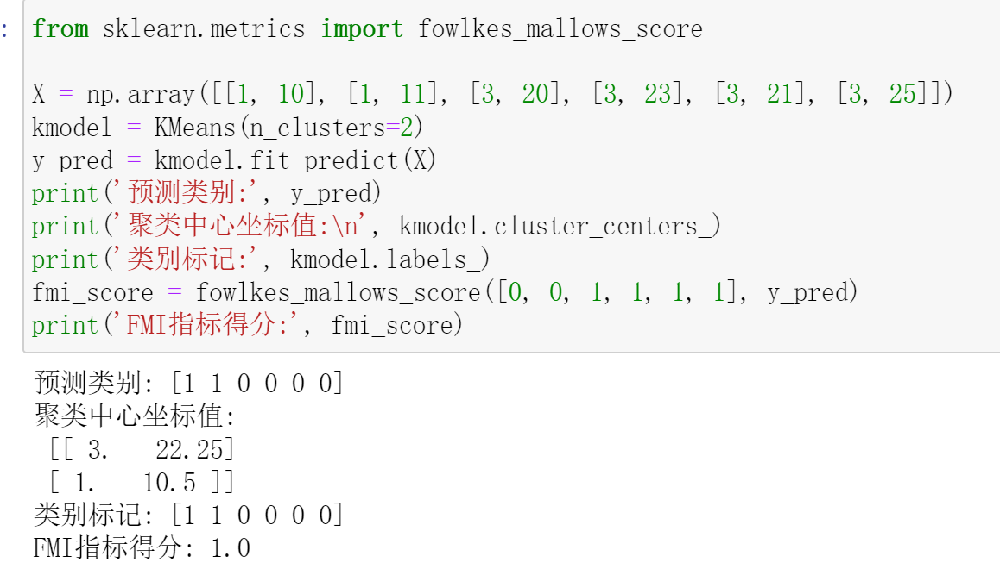 :
from sklearn.metrics import fowlkes_mallows_score
X = np.array([[1, 10], [1, 11], [3, 20], [3, 23], [3, 21], [3, 25]])
kmodel = KMeans(n_clusters=2)
y_pred = kmodel.fit_predict(X)
print('预测类别:', y_pred)
print('聚类中心坐标值:\n', kmodel.cluster_centers_)
print('类别标记:', kmodel.labels_)
fmi_score = fowlkes_mallows_score([0, 0, 1, 1, 1, 1], y_pred)
print('FMI指标得分:', fmi_score)
预测类别: [1 1 0 0 0 0]
聚类中心坐标值:
[[ 3.   22.25]
[ 1.   10.5 ]]
类别标记: [1 1 0 0 0 0]
FMI指标得分: 1.0